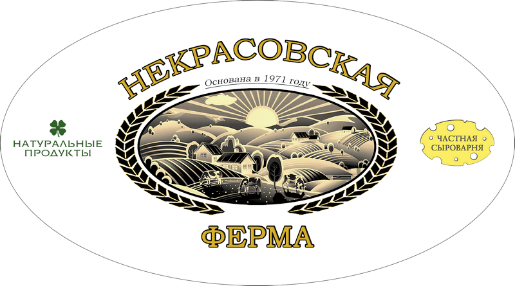 НЕКРАСОВСКАЯ
Основана в 1971 году
НАТУРАЛЬНЫЕ
ПРОДУКТЫ
ЧАСТНАЯ
СЫРОВАРНЯ
ФЕРМА